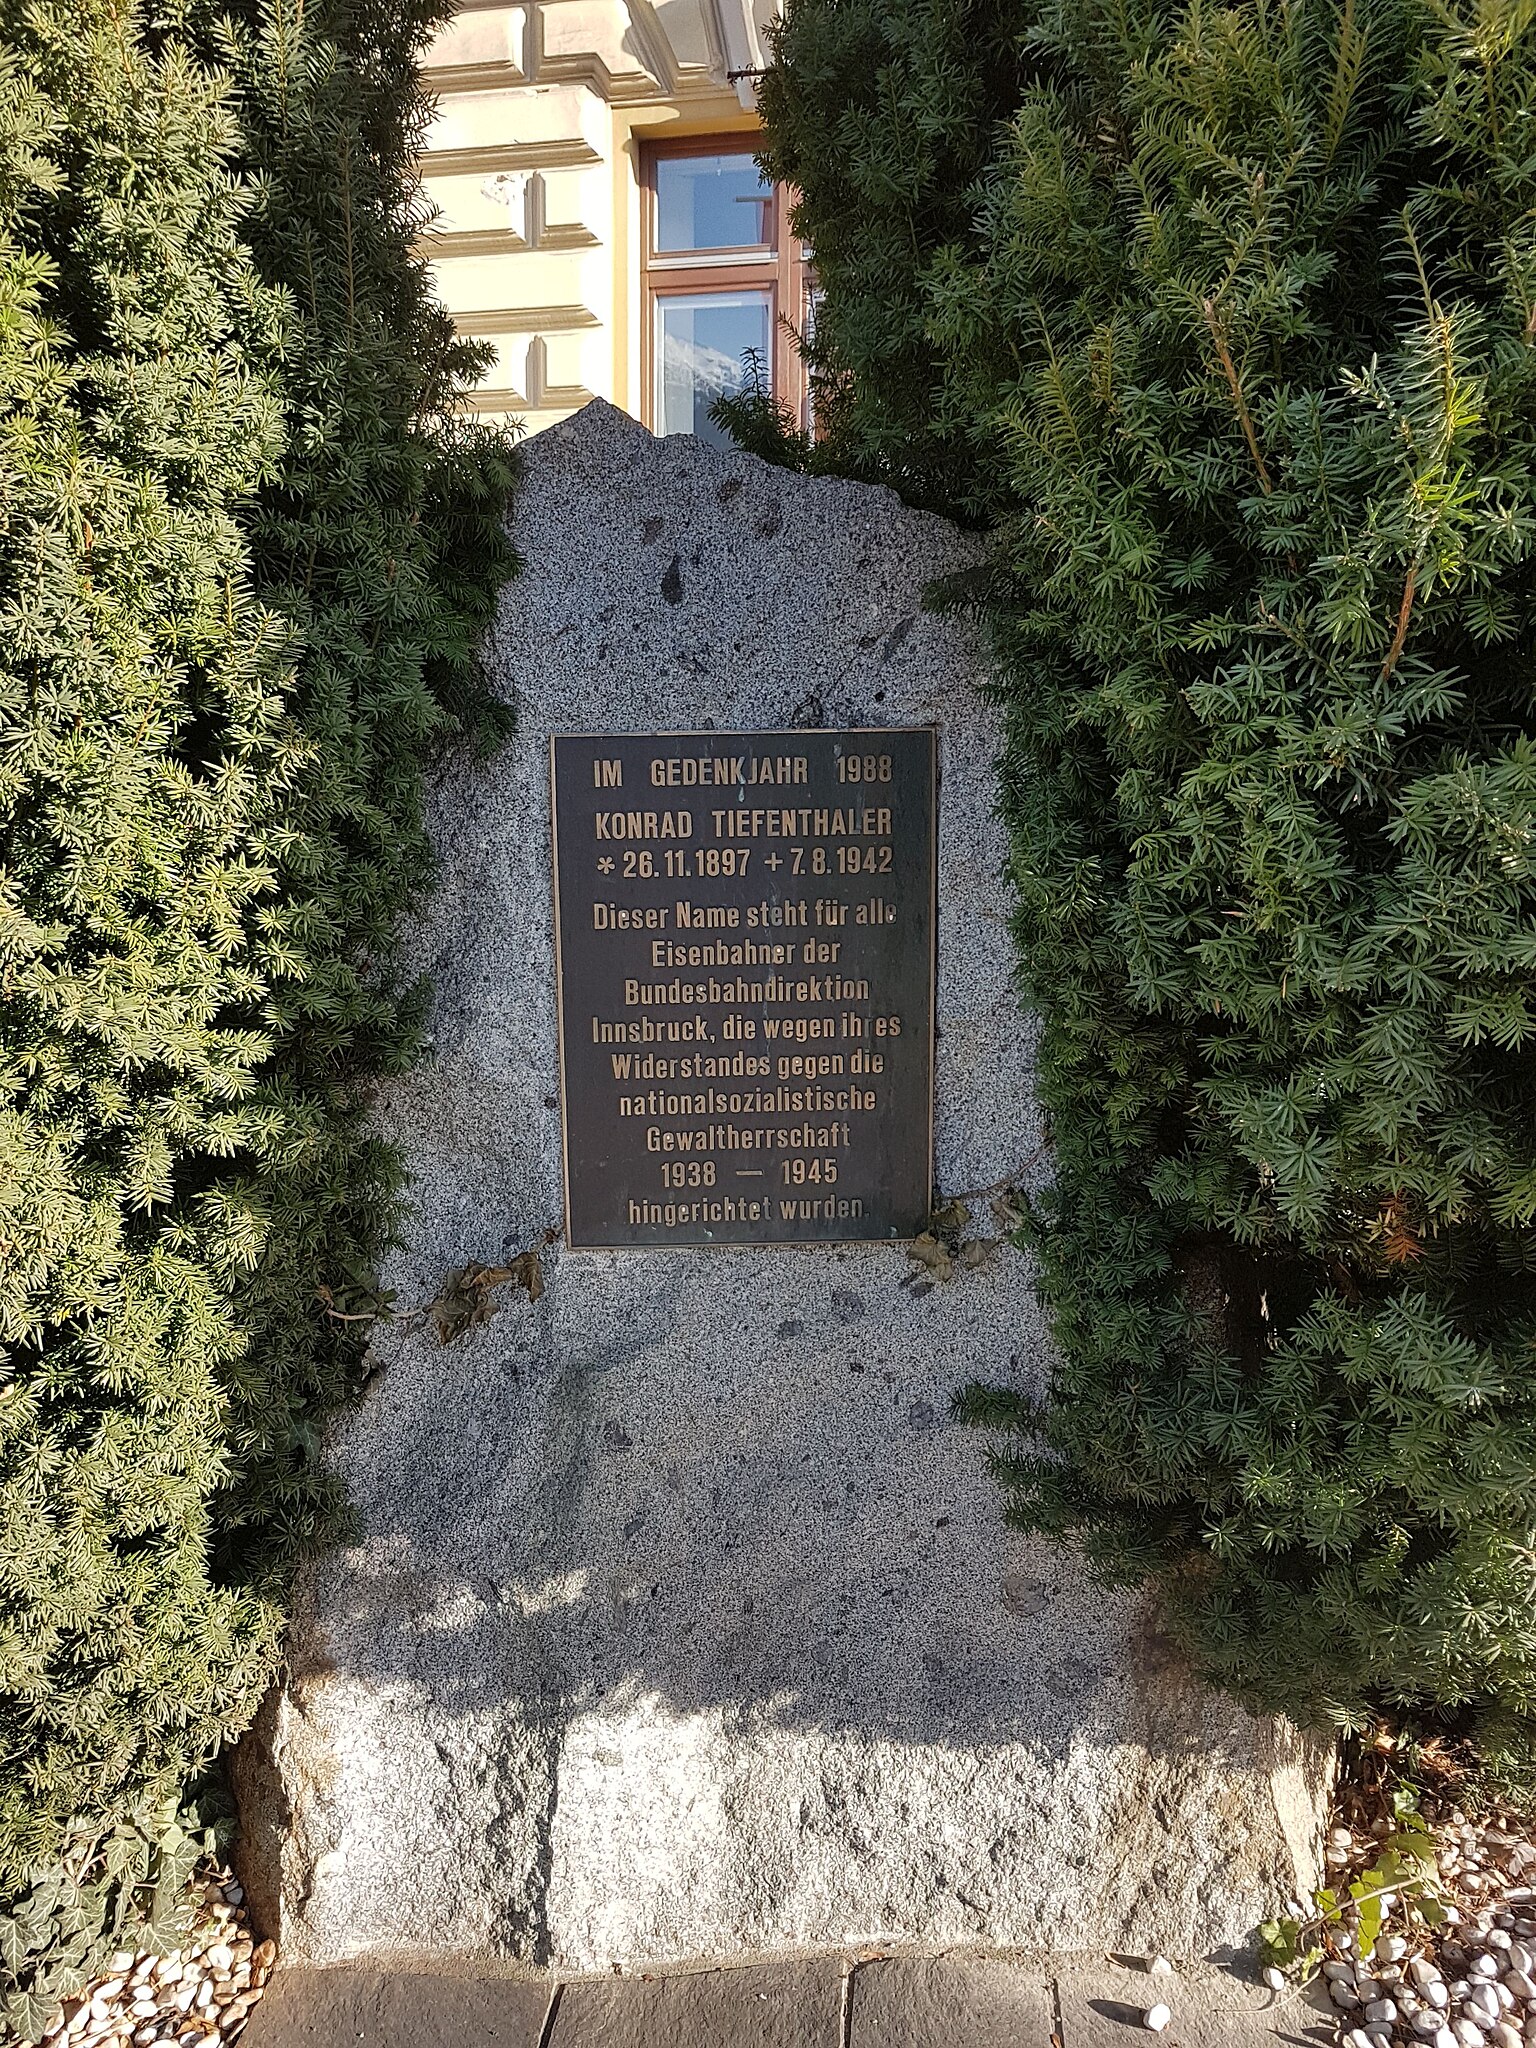 IM GEDENKJAHR 1988
KONRAD TIEFENTHALER
* 26.11.1897 + 7.8.1942
Dieser Name steht für alle
Eisenbahner der
Bundesbahndirektion
Innsbruck, die wegen ihres
Widerstandes gegen die
nationalsozialistische
Gewaltherrschaft
1938 — 1945
hingerichtet wurden.